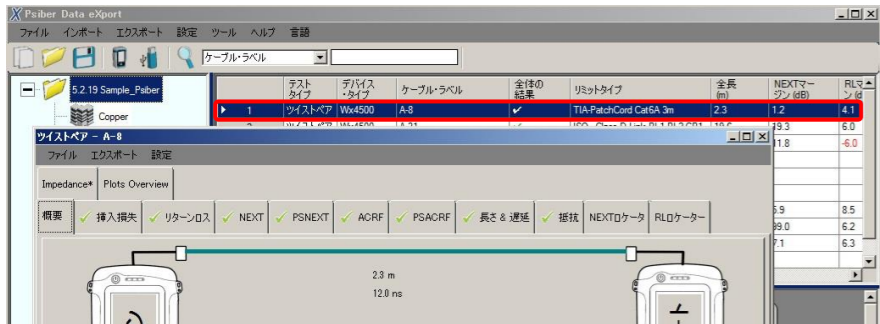 Psiber Data eXport
ファイル インポート エクスポート 設定 ツール ヘルプ 言語
ケーブル・ラベル
5.2.19 Sample_Psiber
Copper
テストタイプ デバイス・タイプ ケーブル・ラベル 全体の結果 リミットタイプ 全長(m) NEXTマージン(dB)
1 ツイストペア Wx4500 A-8 TIA-PatchCord Cat6A 3m 2.3 1.2 4.1
19.3 6.0
11.8 -6.0
8.5
6.2
6.3
ツイストペア - A-8
ファイル エクスポート 設定
Impedance* Plots Overview
概要 挿入損失 リターンロス NEXT PSNEXT ACRF PSACRF 長さ & 遅延 抵抗 NEXTロケータ RLロケーター
2.3 m
12.0 ns